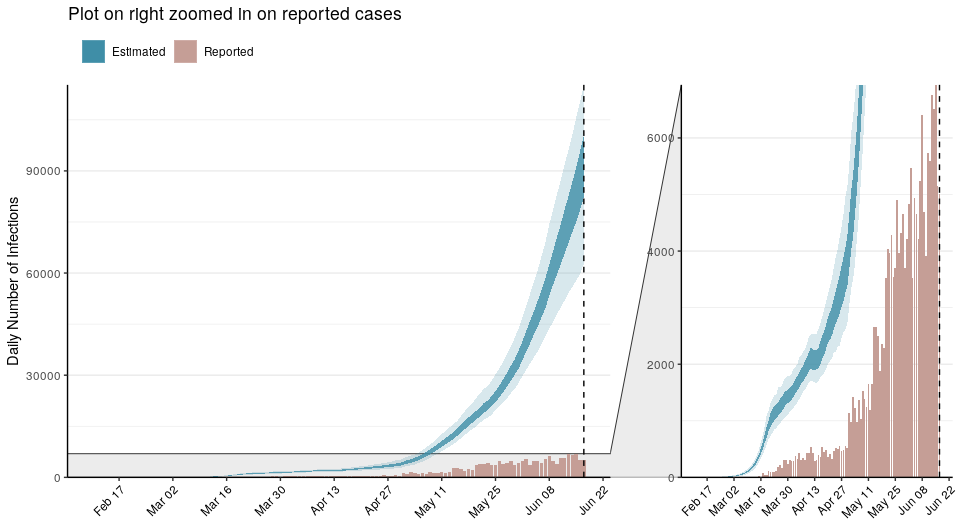 Plot on right zoomed in on reported cases
Estimated Reported
Daily Number of Infections
90000
60000
30000
0
Feb 17 Mar 02 Mar 16 Mar 30 Apr 13 Apr 27 May 11 May 25 Jun 08 Jun 22
6000
4000
2000
0
Feb 17 Mar 02 Mar 16 Mar 30 Apr 13 Apr 27 May 11 May 25 Jun 08 Jun 22